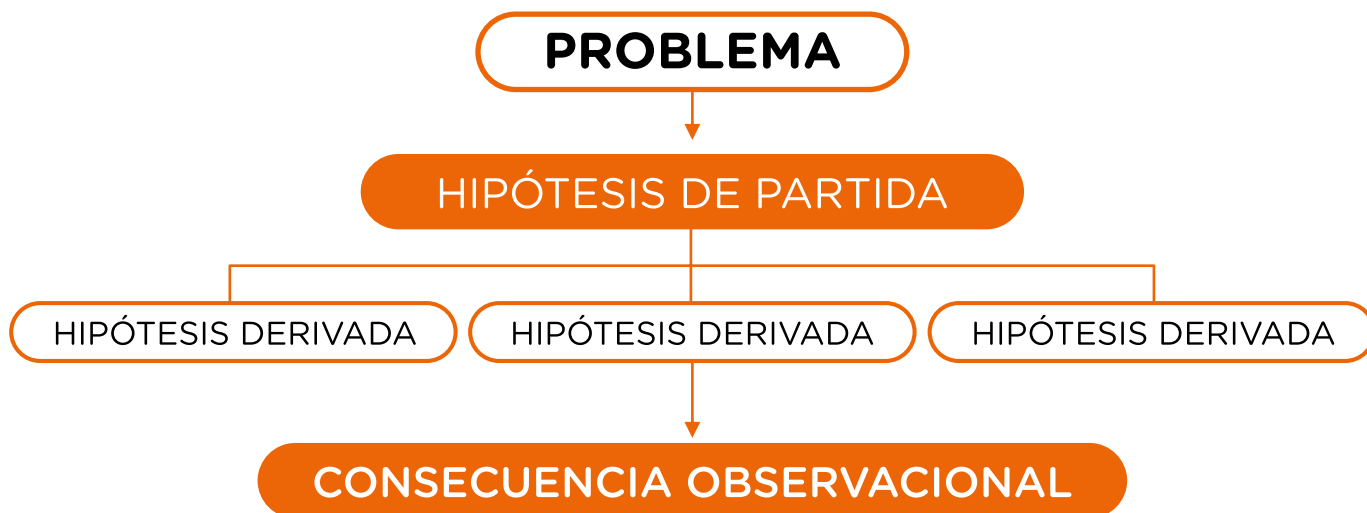 PROBLEMA
HIPÓTESIS DE PARTIDA
HIPÓTESIS DERIVADA
HIPÓTESIS DERIVADA
HIPÓTESIS DERIVADA
CONSECUENCIA OBSERVACIONAL